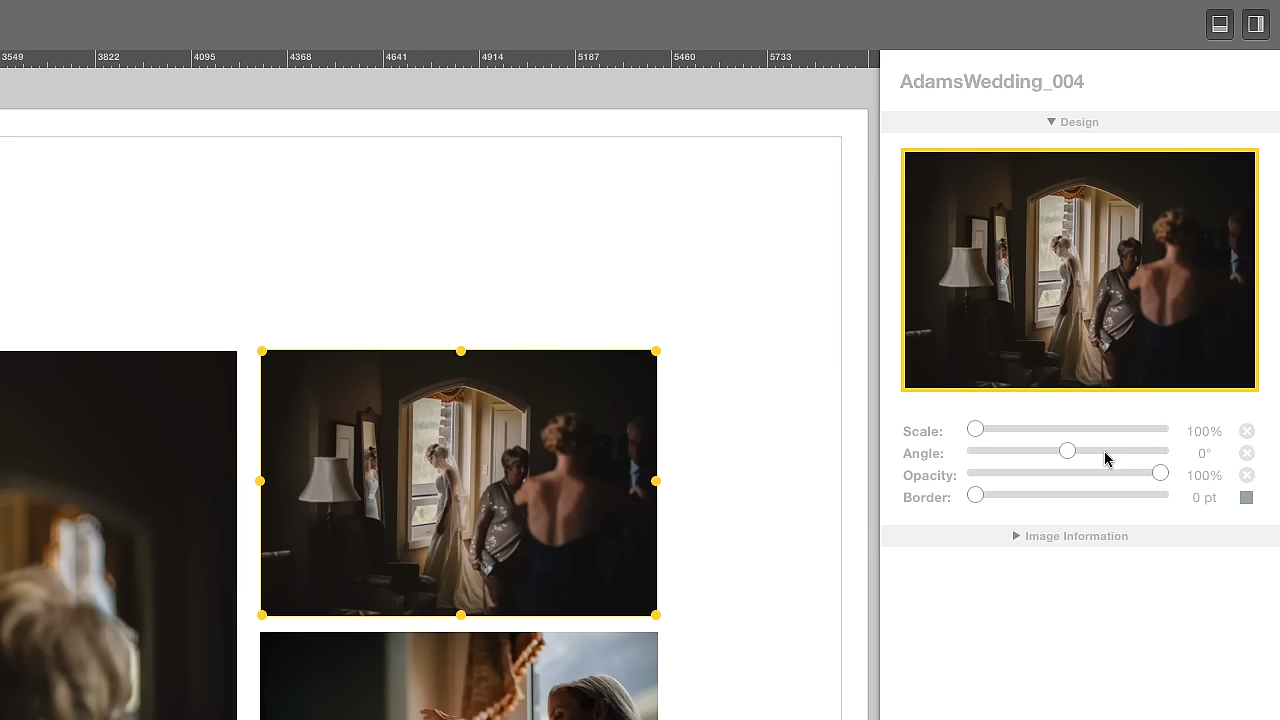 3549 3822 4095 4368 4641 4914 5187 5460 5733
AdamsWedding_004
Design
Scale: 100%
Angle: 0°
Opacity: 100%
Border: 0 pt
Image Information